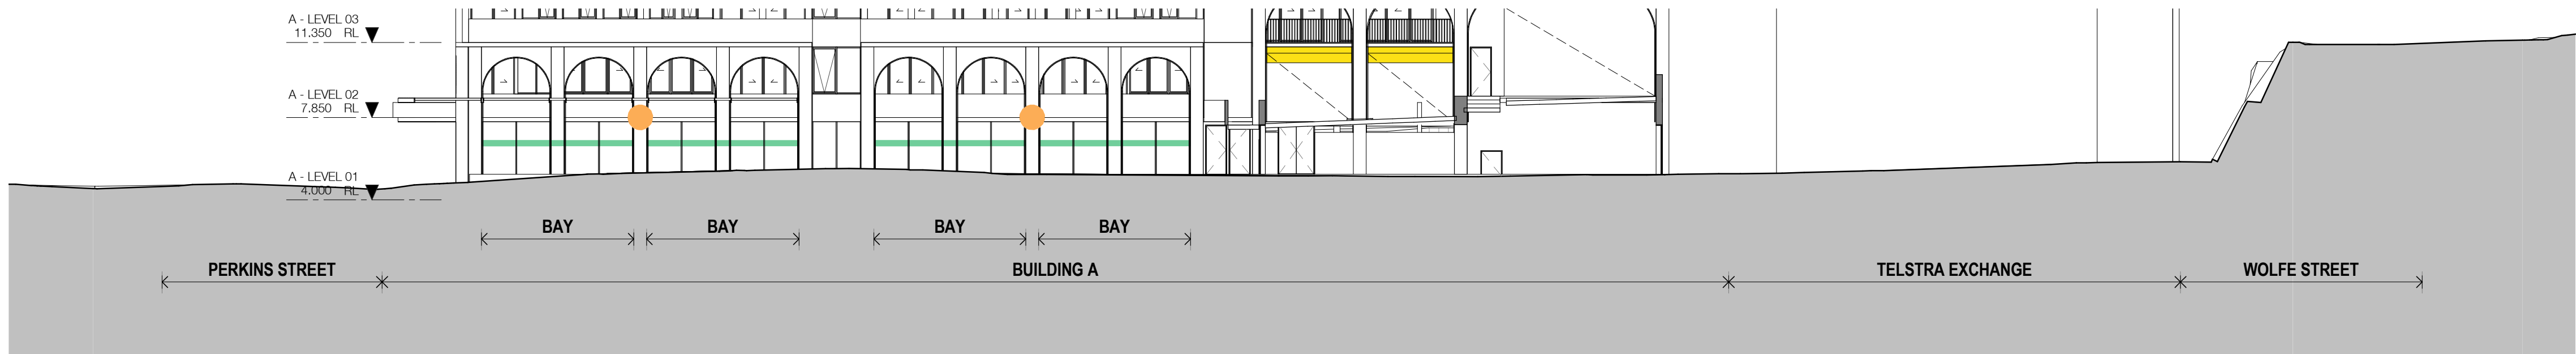 A - LEVEL 03
11.350 RL
A - LEVEL 02
7.850 RL
A - LEVEL 01
4.000 RL
BAY BAY BAY BAY
PERKINS STREET BUILDING A TELSTRA EXCHANGE WOLFE STREET